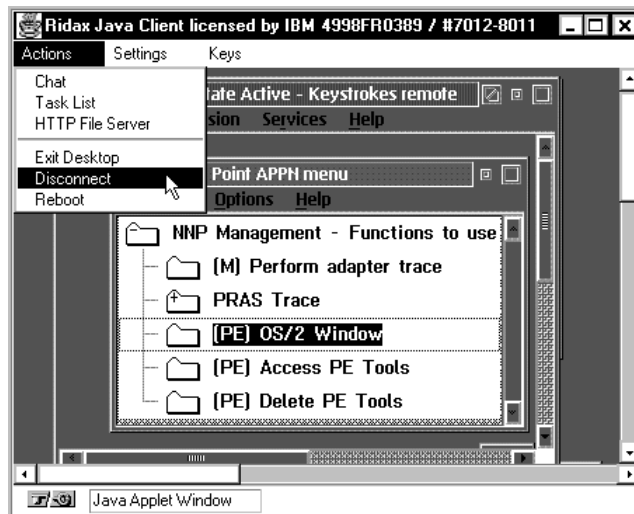 Ridax Java Client licensed by IBM 4998FR0389 / #7012-8011
Actions Settings Keys
Chat
Task List
HTTP File Server
Exit Desktop
Disconnect
Reboot
tate Active - Keystrokes remote
sion Services Help
Point APPN menu
Options Help
NNP Management - Functions to use
(M) Perform adapter trace
PRAS Trace
(PE) OS/2 Window
(PE) Access PE Tools
(PE) Delete PE Tools
Java Applet Window